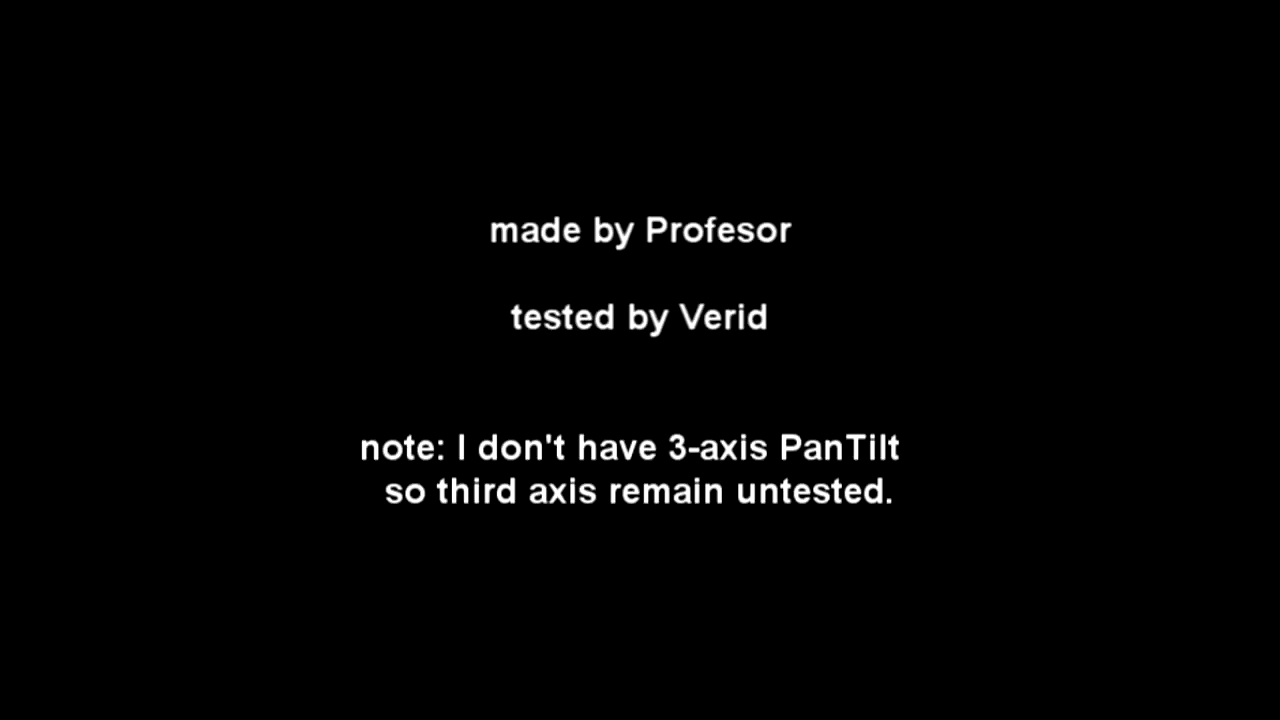 made by Profesor
tested by Verid
note: I don't have 3-axis PanTilt
so third axis remain untested.